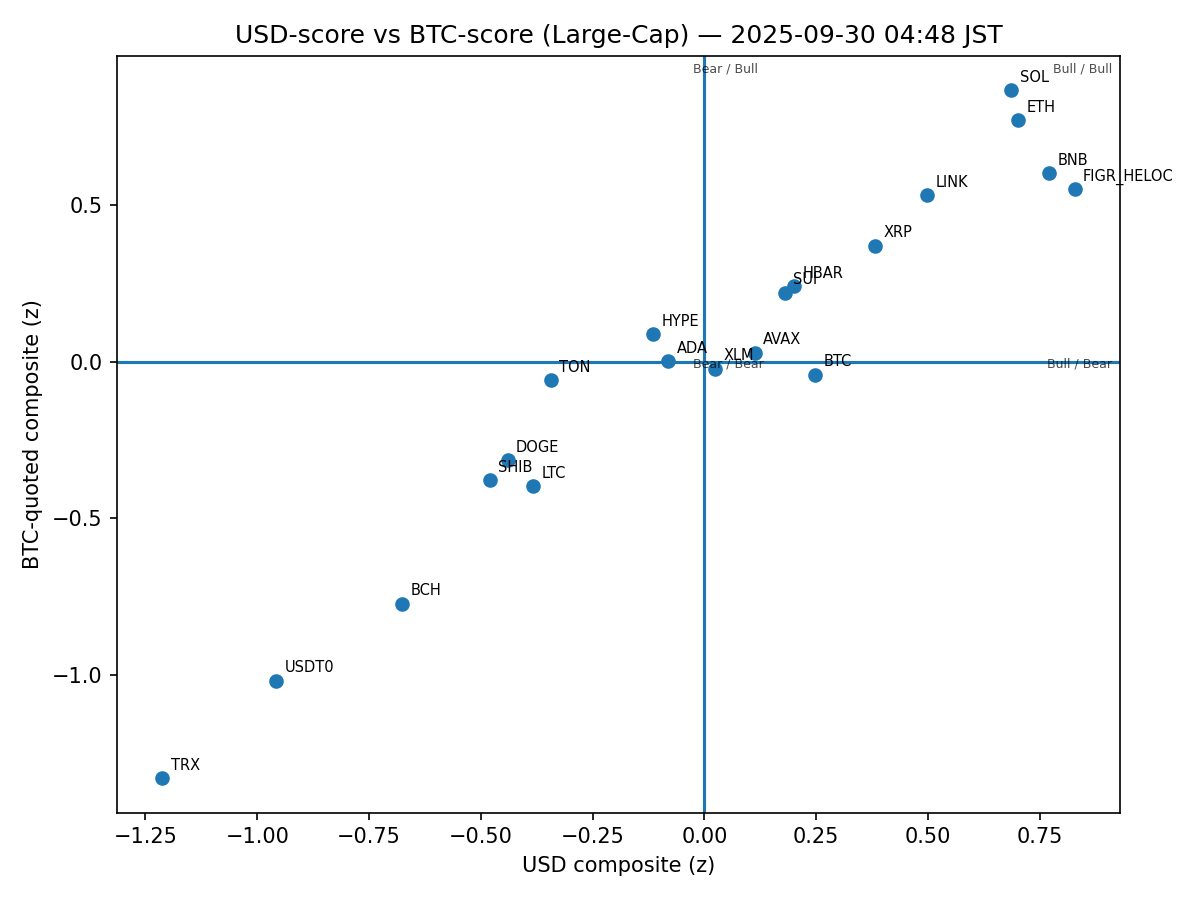 USD-score vs BTC-score (Large-Cap) — 2025-09-30 04:48 JST
Bear / Bull
Bull / Bull
SOL
ETH
BNB
FIGR_HELOC
LINK
XRP
HBAR
SUI
HYPE
AVAX
ADA
XLM
BTC
Bear / Bear
Bull / Bear
TON
DOGE
SHIB
LTC
BCH
USDT0
TRX
0.5
0.0
−0.5
−1.0
BTC-quoted composite (z)
−1.25
−1.00
−0.75
−0.50
−0.25
0.00
0.25
0.50
0.75
USD composite (z)